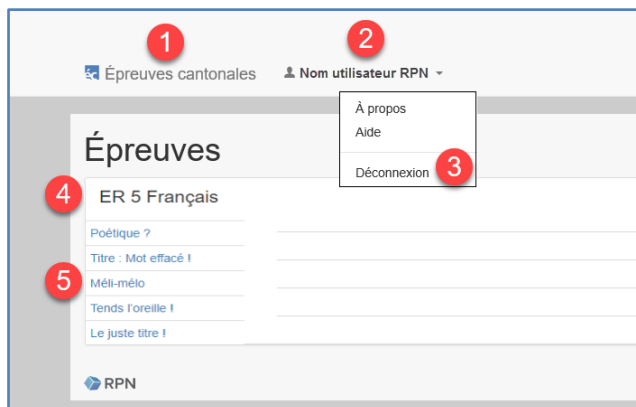 1
2
Épreuves cantonales
Nom utilisateur RPN
À propos
Aide
Déconnexion
3
Épreuves
4
ER 5 Français
Poétique ?
Titre : Mot effacé !
5
Méli-mélo
Tends l'oreille !
Le juste titre !
RPN